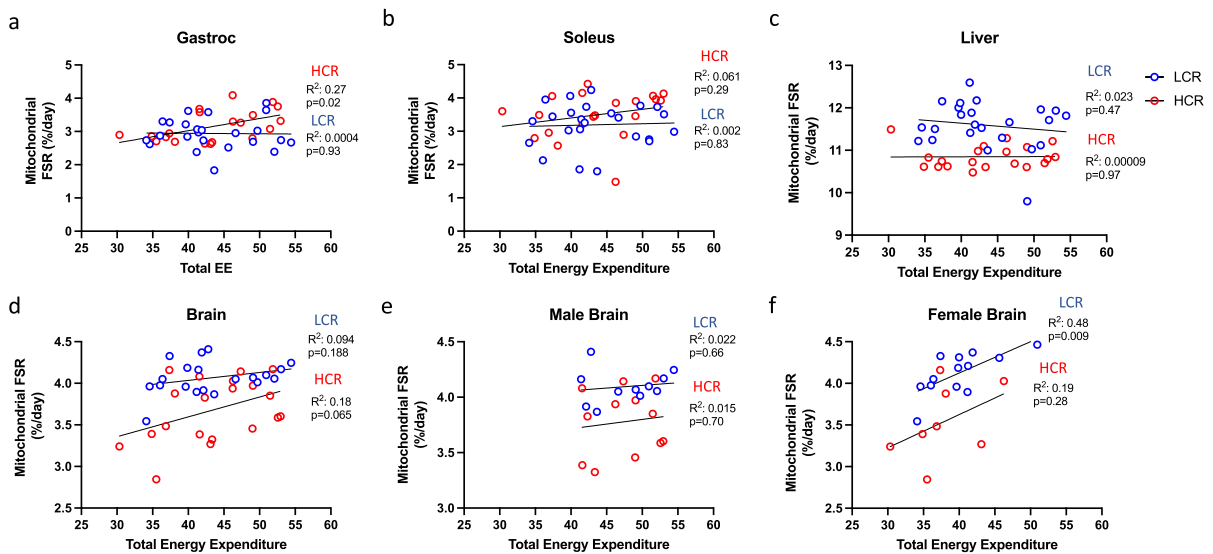 a
Gastroc
Mitochondrial
FSR (%/day)
5
4
3
2
1
0
25 30 35 40 45 50 55 60
Total EE
HCR
R2: 0.27
p=0.02
LCR
R2: 0.0004
p=0.93
b
Soleus
Mitochondrial
FSR (%/day)
5
4
3
2
1
0
25 30 35 40 45 50 55 60
Total Energy Expenditure
HCR
R2: 0.061
p=0.29
LCR
R2: 0.002
p=0.83
c
Liver
Mitochondrial FSR
(%/day)
13
12
11
10
9
25 30 35 40 45 50 55 60
Total Energy Expenditure
LCR
R2: 0.023
p=0.47
HCR
R2: 0.00009
p=0.97
LCR
HCR
d
Brain
Mitochondrial FSR
(%/day)
4.5
4.0
3.5
3.0
2.5
25 30 35 40 45 50 55 60
Total Energy Expenditure
LCR
R2: 0.094
p=0.188
HCR
R2: 0.18
p=0.065
e
Male Brain
Mitochondrial FSR
(%/day)
4.5
4.0
3.5
3.0
25 30 35 40 45 50 55 60
Total Energy Expenditure
LCR
R2: 0.022
p=0.66
HCR
R2: 0.015
p=0.70
f
Female Brain
Mitochondrial FSR
(%/day)
4.5
4.0
3.5
3.0
2.5
25 30 35 40 45 50 55 60
Total Energy Expenditure
LCR
R2: 0.48
p=0.009
HCR
R2: 0.19
p=0.28